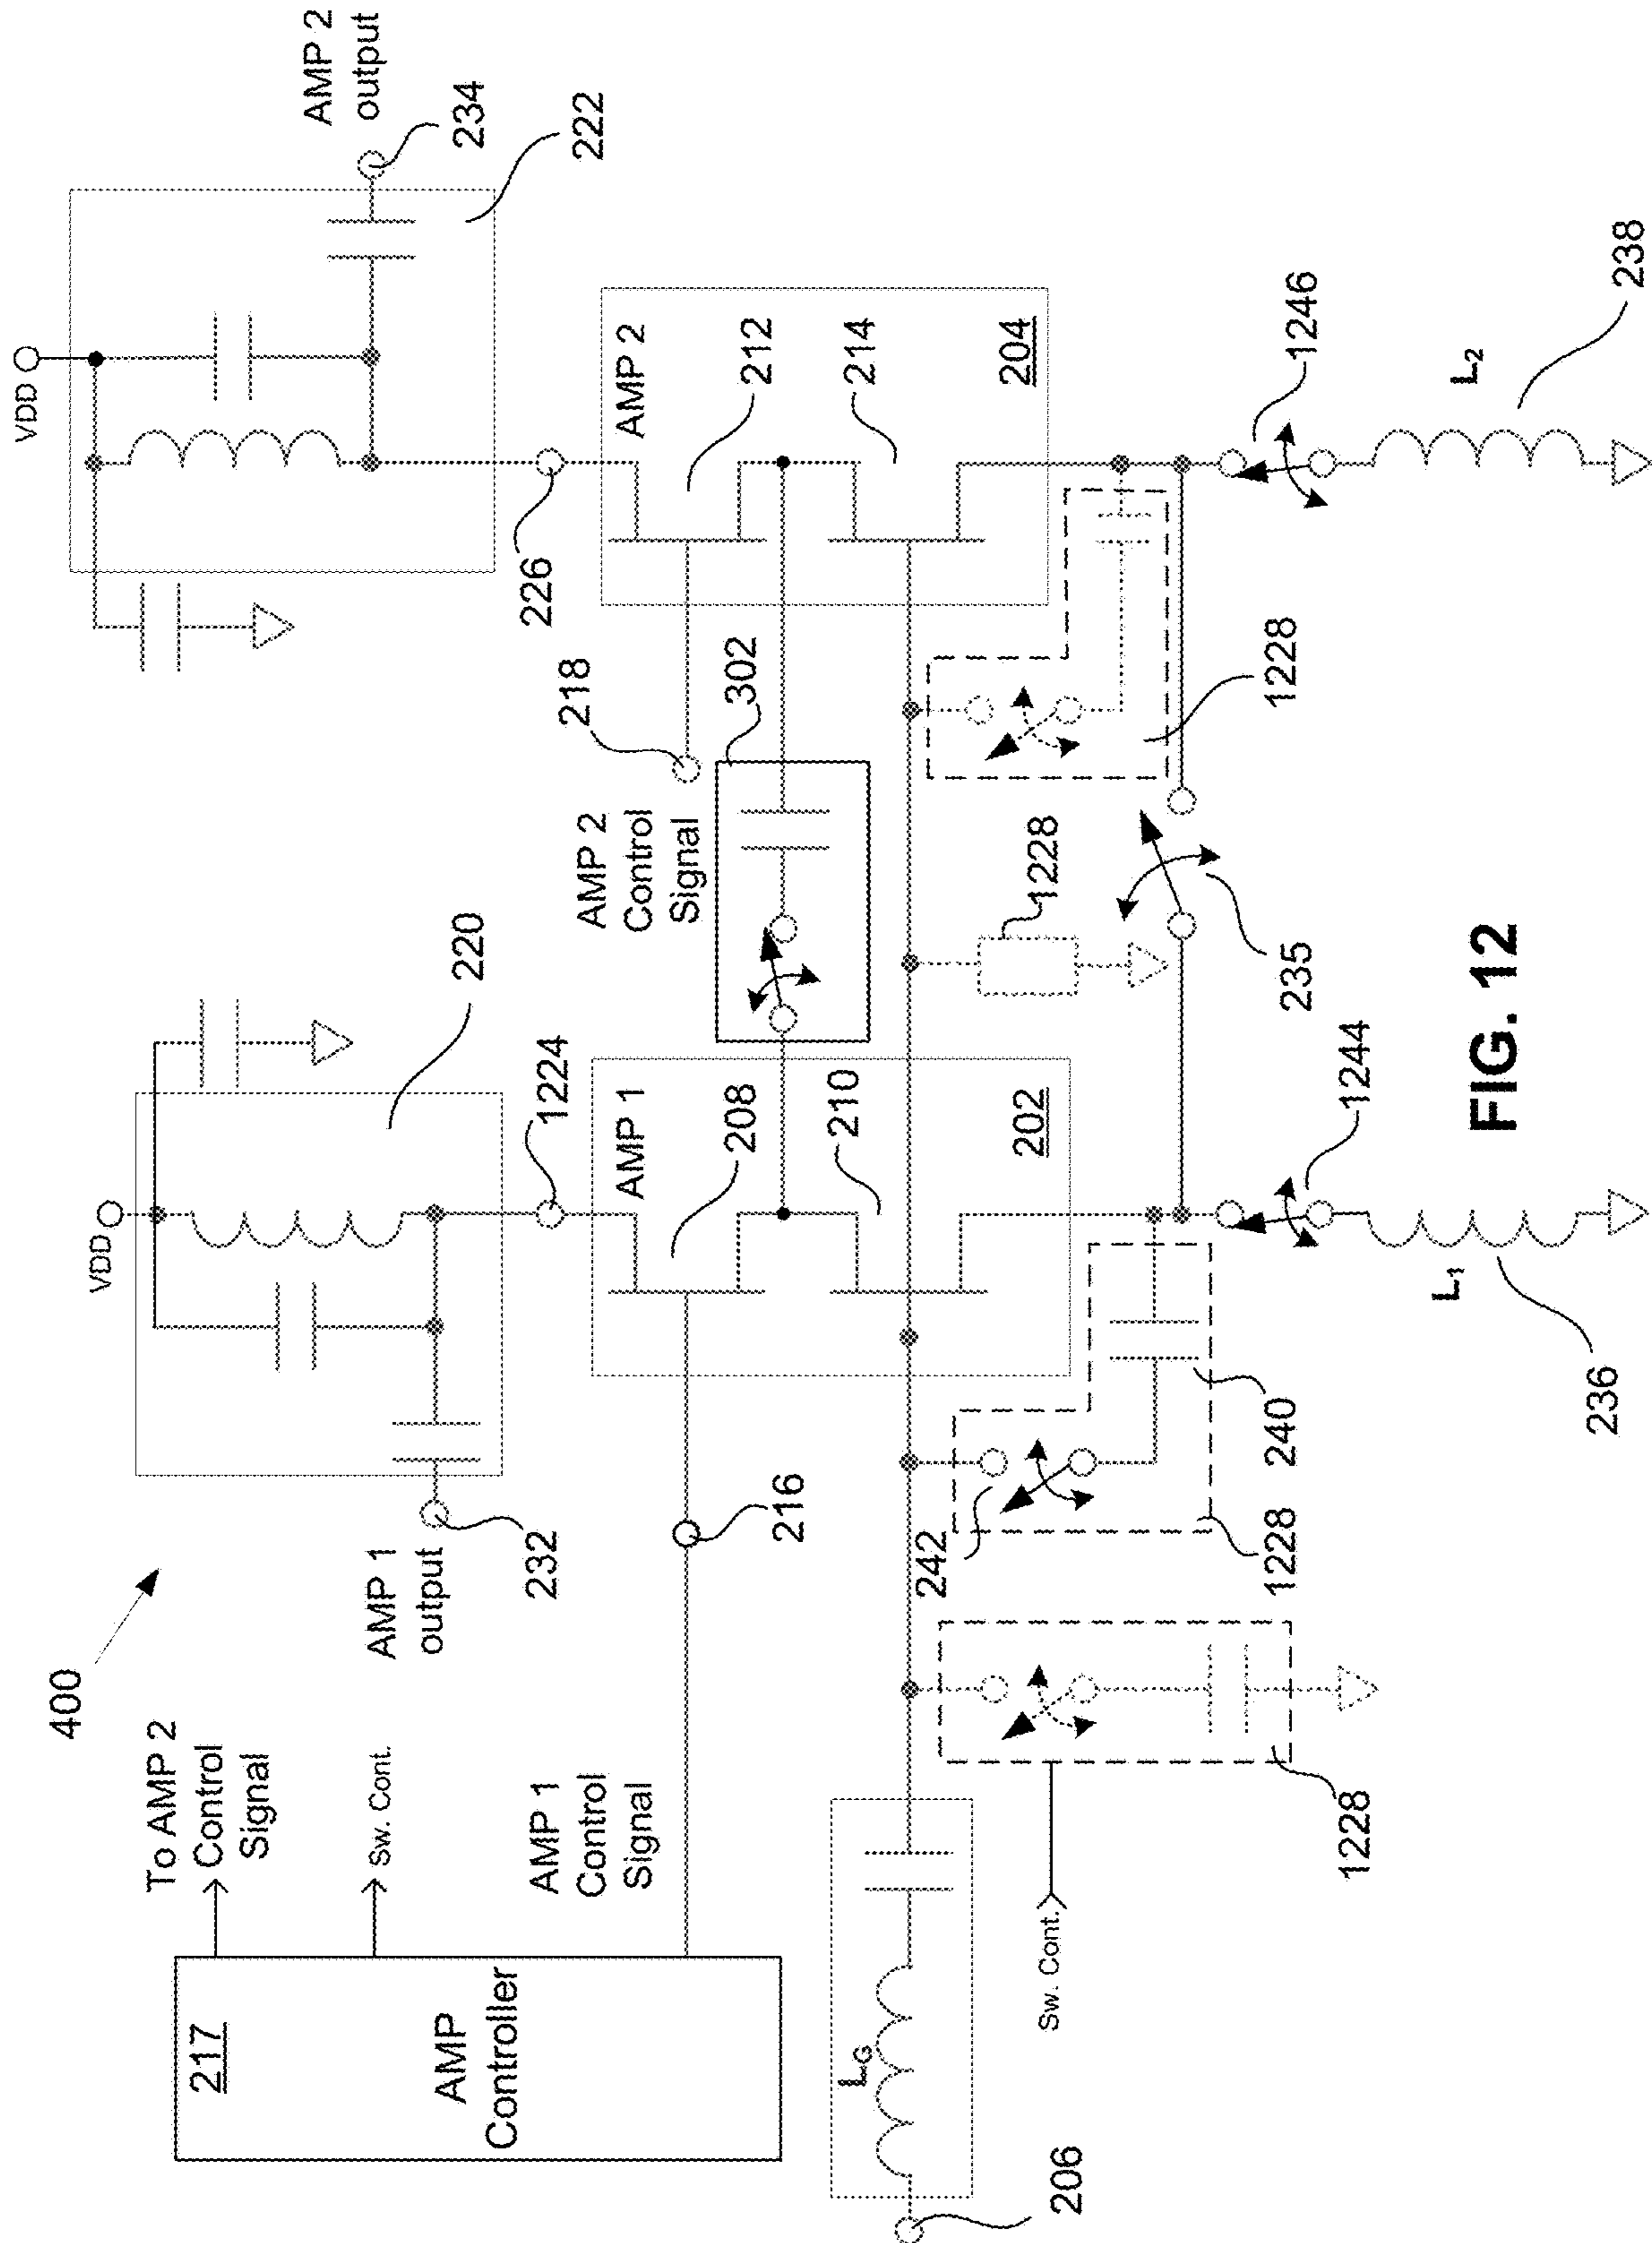 400
To AMP 2
Control
Signal
Sw. Cont.
217
AMP
Controller
AMP 1
Control
Signal
216
AMP 1
output
232
VDD
220
1224
AMP 1
208
210
202
VDD
AMP 2
output
234
222
226
AMP 2
212
214
204
218
AMP 2
Control
Signal
302
206
LG
Sw. Cont.
1228
242
1228
240
1228
1228
235
1244
L1
236
1246
L2
238
FIG. 12